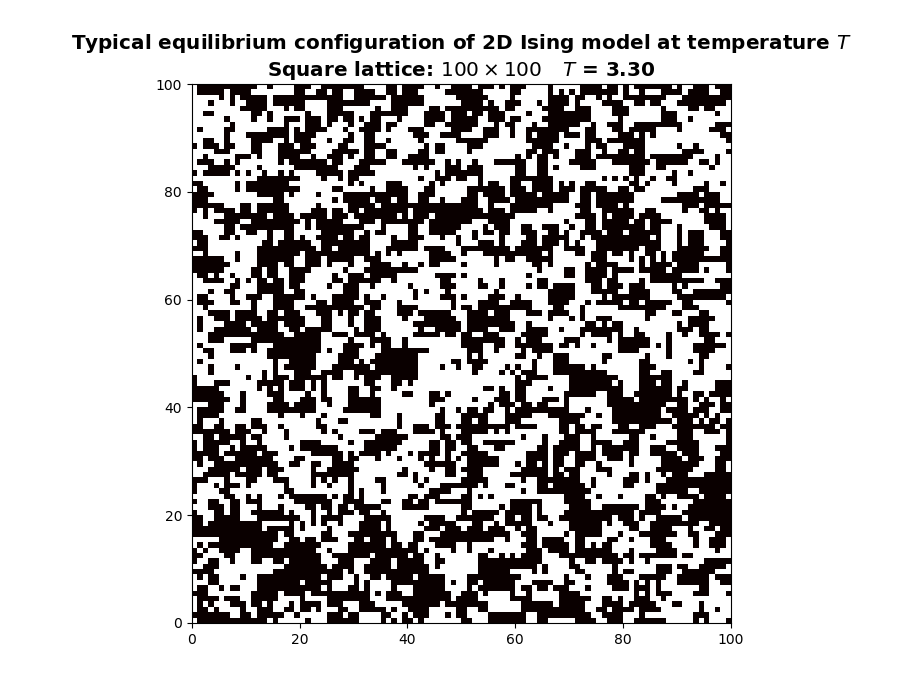 Typical equilibrium configuration of 2D Ising model at temperature T
Square lattice: 100 × 100 T = 3.30
100
80
60
40
20
0
0 20 40 60 80 100